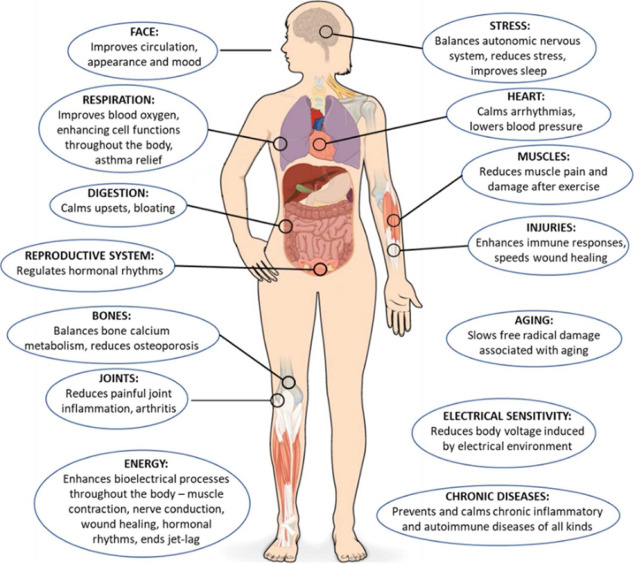 FACE:
Improves circulation,
appearance and mood
STRESS:
Balances autonomic nervous
system, reduces stress,
improves sleep
RESPIRATION:
Improves blood oxygen,
enhancing cell functions
throughout the body,
asthma relief
HEART:
Calms arrhythmias,
lowers blood pressure
MUSCLES:
Reduces muscle pain and
damage after exercise
DIGESTION:
Calms upsets, bloating
INJURIES:
Enhances immune responses,
speeds wound healing
REPRODUCTIVE SYSTEM:
Regulates hormonal rhythms
BONES:
Balances bone calcium
metabolism, reduces osteoporosis
AGING:
Slows free radical damage
associated with aging
JOINTS:
Reduces painful joint
inflammation, arthritis
ELECTRICAL SENSITIVITY:
Reduces body voltage induced
by electrical environment
ENERGY:
Enhances bioelectrical processes
throughout the body – muscle
contraction, nerve conduction,
wound healing, hormonal
rhythms, ends jet-lag
CHRONIC DISEASES:
Prevents and calms chronic inflammatory
and autoimmune diseases of all kinds